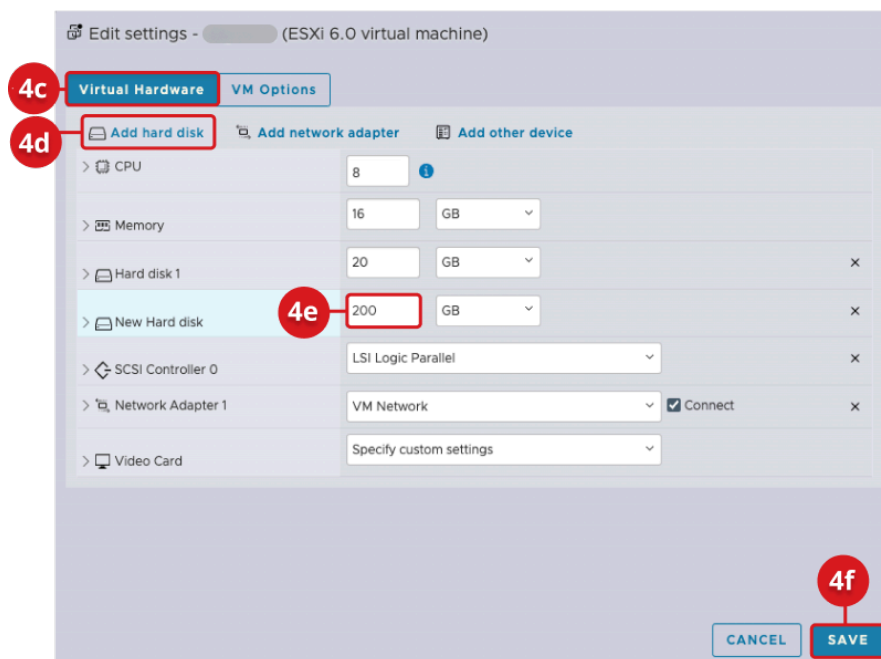 Edit settings - (ESXi 6.0 virtual machine)
4c
Virtual Hardware VM Options
4d
Add hard disk Add network adapter Add other device
CPU 8
Memory 16 GB
Hard disk 1 20 GB
New Hard disk 4e 200 GB
SCSI Controller 0 LSI Logic Parallel
Network Adapter 1 VM Network Connect
Video Card Specify custom settings
4f
CANCEL SAVE